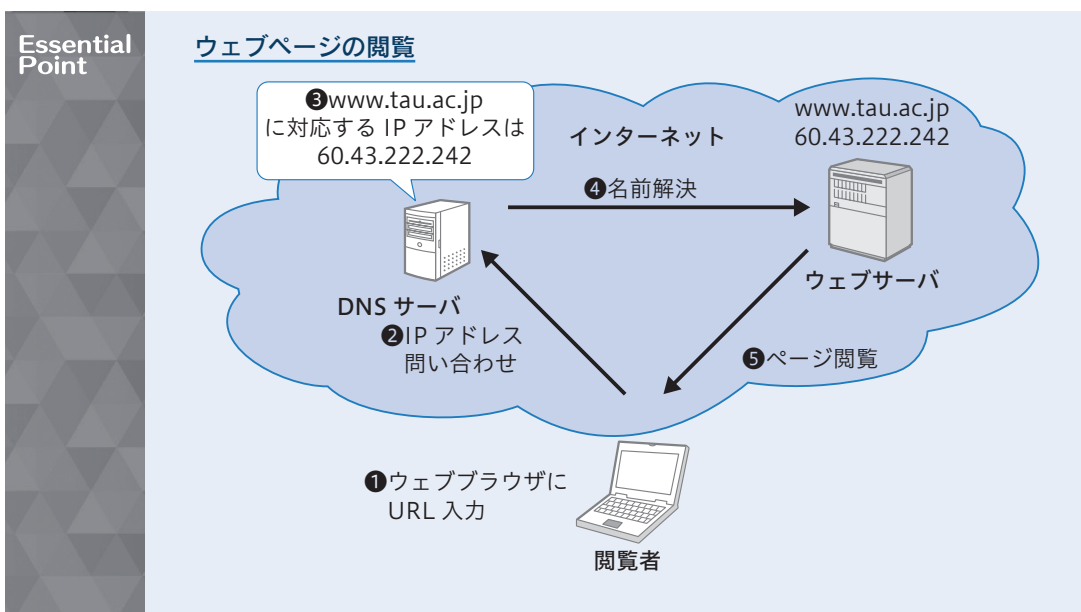 Essential
Point
ウェブページの閲覧
❸www.tau.ac.jp
に対応する IP アドレスは
60.43.222.242
インターネット
www.tau.ac.jp
60.43.222.242
❹名前解決
ウェブサーバ
DNS サーバ
❷IP アドレス
問い合わせ
❺ページ閲覧
❶ウェブブラウザに
URL 入力
閲覧者